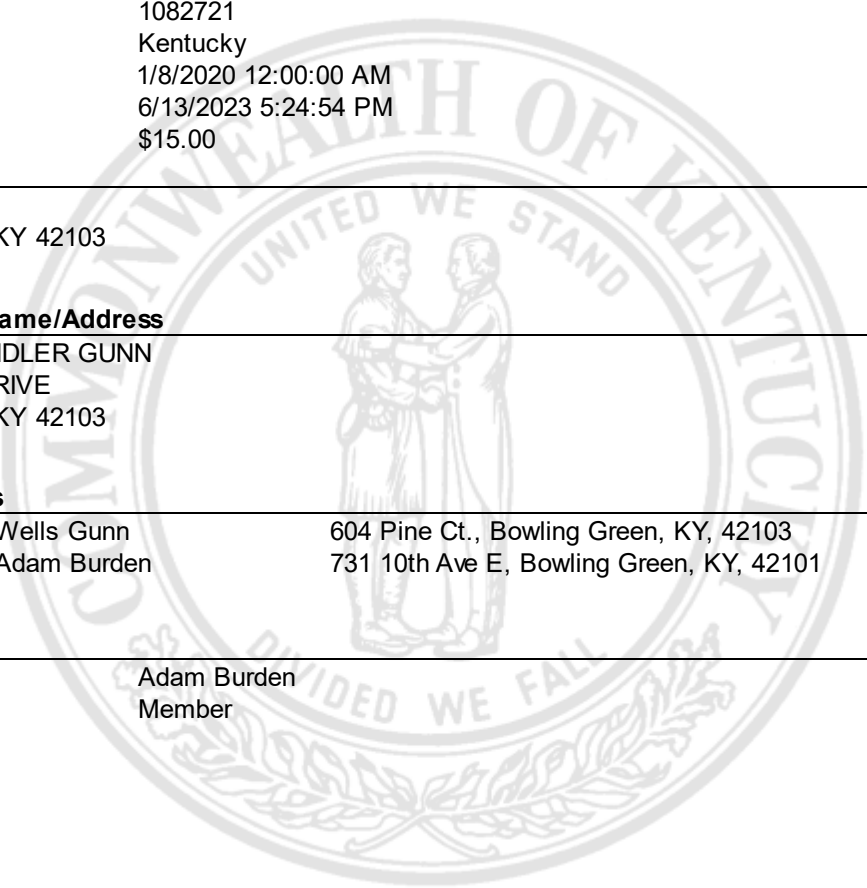 1082721
Kentucky
1/8/2020 12:00:00 AM
6/13/2023 5:24:54 PM
$15.00
COMMONWEALTH OF KENTUCKY
UNITED WE STAND
KY 42103
ame/Address
DLER GUNN
RIVE
KY 42103
s
Wells Gunn 604 Pine Ct., Bowling Green, KY, 42103
Adam Burden 731 10th Ave E, Bowling Green, KY, 42101
DIVIDED WE FALL
Adam Burden
Member